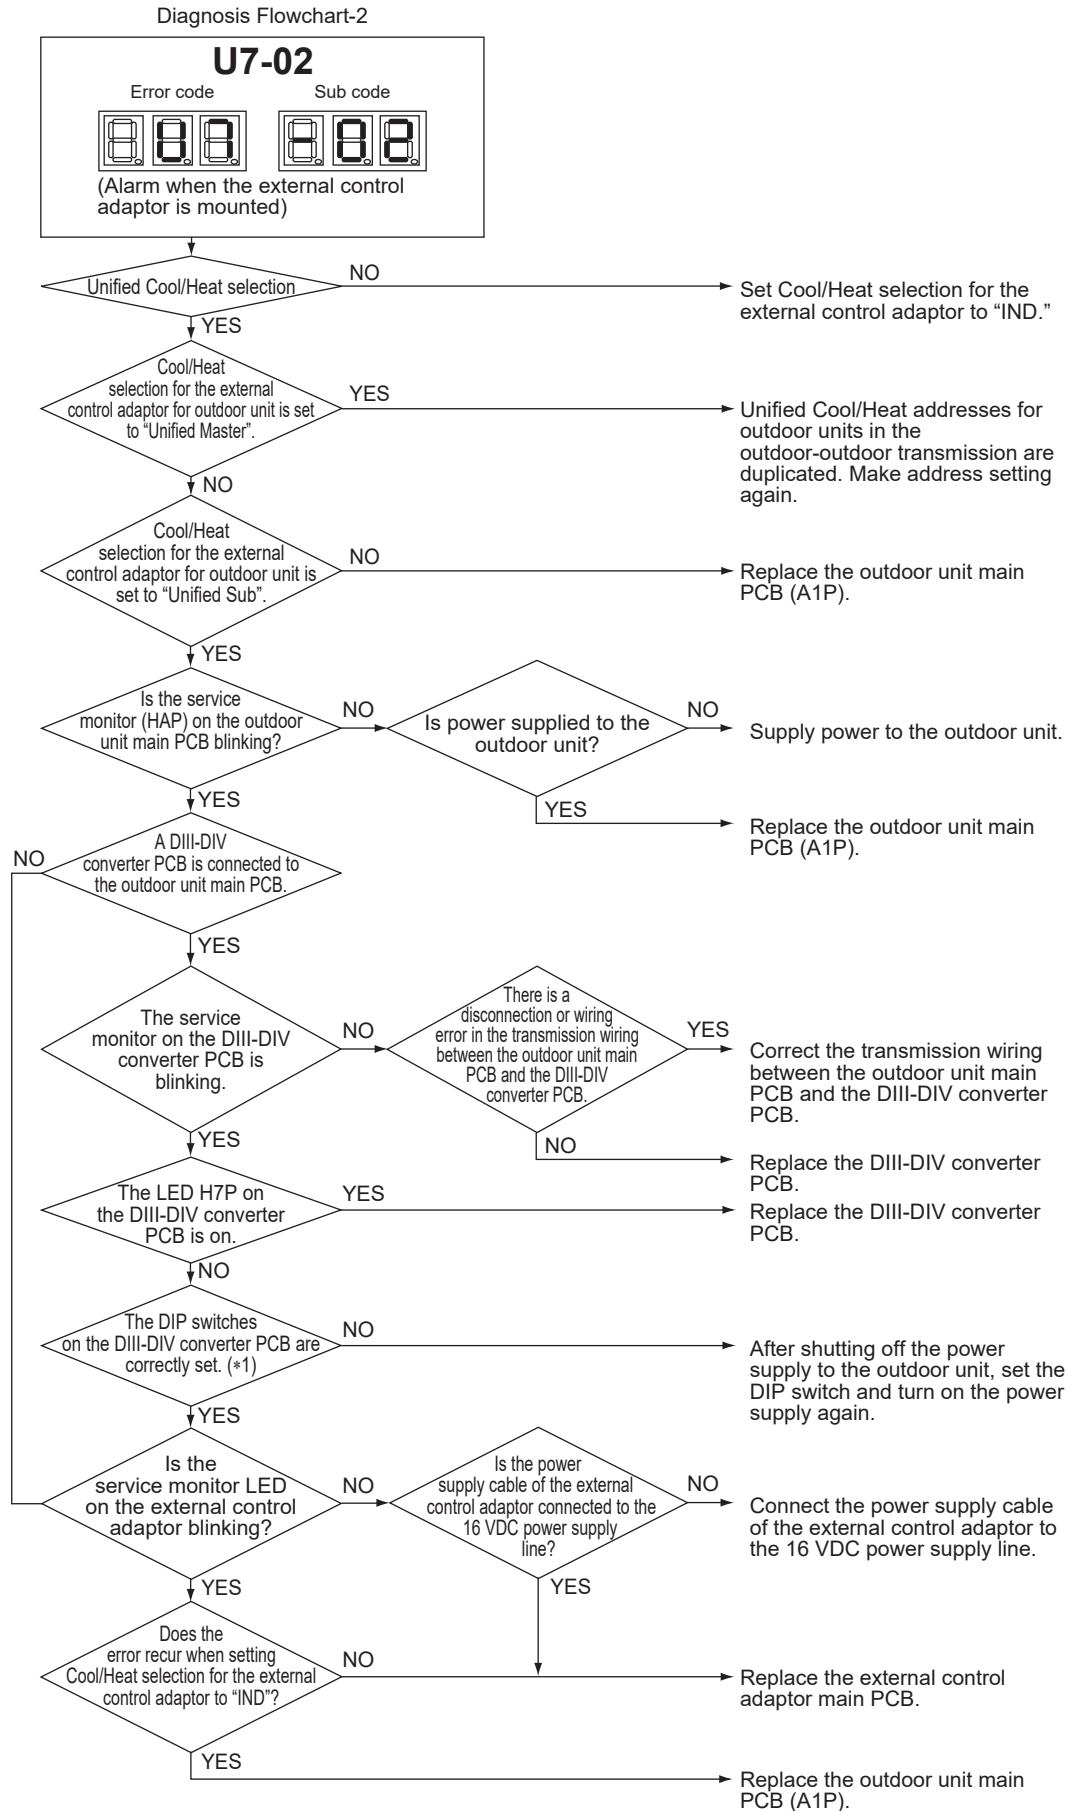 Diagnosis Flowchart-2
U7-02
Error code
Sub code
U7
-02
(Alarm when the external control
adaptor is mounted)
Unified Cool/Heat selection
NO
Set Cool/Heat selection for the
external control adaptor to “IND.”
YES
Cool/Heat
selection for the external
control adaptor for outdoor unit is set
to “Unified Master”.
YES
Unified Cool/Heat addresses for
outdoor units in the
outdoor-outdoor transmission are
duplicated. Make address setting
again.
NO
Cool/Heat
selection for the external
control adaptor for outdoor unit is
set to “Unified Sub”.
NO
Replace the outdoor unit main
PCB (A1P).
YES
Is the service
monitor (HAP) on the outdoor
unit main PCB blinking?
NO
Is power supplied to the
outdoor unit?
NO
Supply power to the outdoor unit.
YES
Replace the outdoor unit main
PCB (A1P).
YES
A DIII-DIV
converter PCB is connected to
the outdoor unit main PCB.
NO
YES
The service
monitor on the DIII-DIV
converter PCB is
blinking.
NO
There is a
disconnection or wiring
error in the transmission wiring
between the outdoor unit main
PCB and the DIII-DIV
converter PCB.
YES
Correct the transmission wiring
between the outdoor unit main
PCB and the DIII-DIV converter
PCB.
NO
Replace the DIII-DIV converter
PCB.
YES
The LED H7P on
the DIII-DIV converter
PCB is on.
YES
Replace the DIII-DIV converter
PCB.
NO
The DIP switches
on the DIII-DIV converter PCB are
correctly set. (*1)
NO
After shutting off the power
supply to the outdoor unit, set the
DIP switch and turn on the power
supply again.
YES
Is the
service monitor LED
on the external control
adaptor blinking?
NO
Is the power
supply cable of the external
control adaptor connected to the
16 VDC power supply
line?
NO
Connect the power supply cable
of the external control adaptor to
the 16 VDC power supply line.
YES
YES
Does the
error recur when setting
Cool/Heat selection for the external
control adaptor to “IND”?
NO
Replace the external control
adaptor main PCB.
YES
Replace the outdoor unit main
PCB (A1P).